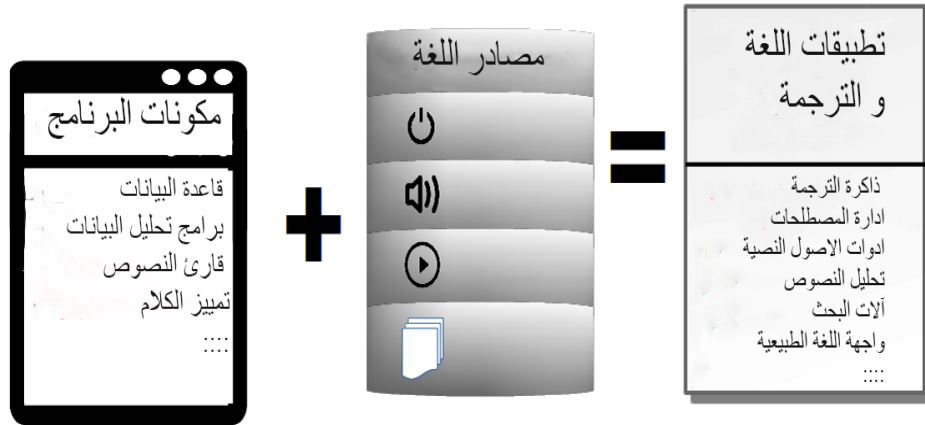 تطبيقات اللغة
و الترجمة
ذاكرة الترجمة
ادارة المصطلحات
ادوات الاصول النصية
تحليل النصوص
آلات البحث
واجهة اللغة الطبيعية
::::
مصادر اللغة
مكونات البرنامج
قاعدة البيانات
برامج تحليل البيانات
قارئ النصوص
تمييز الكلام
::::